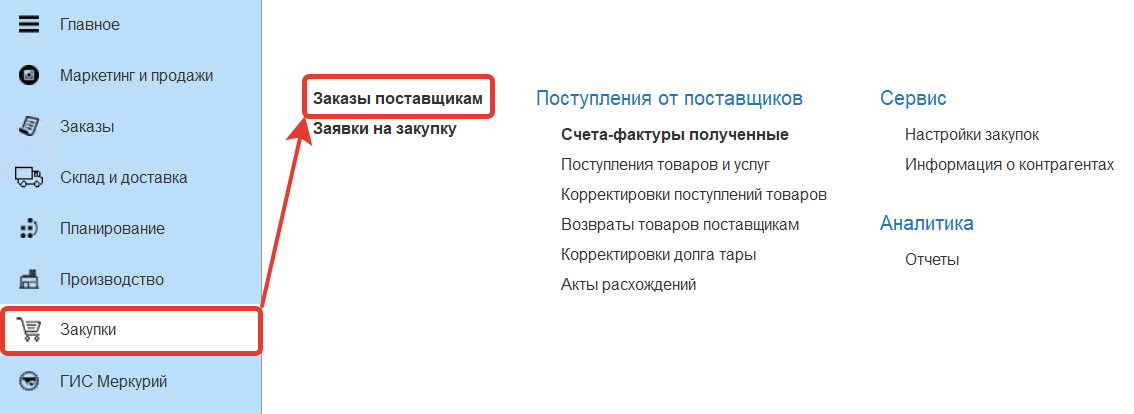 Главное
Маркетинг и продажи
Заказы
Склад и доставка
Планирование
Производство
Закупки
ГИС Меркурий
Заказы поставщикам
Заявки на закупку
Поступления от поставщиков
Счета-фактуры полученные
Поступления товаров и услуг
Корректировки поступлений товаров
Возвраты товаров поставщикам
Корректировки долга тары
Акты расхождений
Сервис
Настройки закупок
Информация о контрагентах
Аналитика
Отчеты